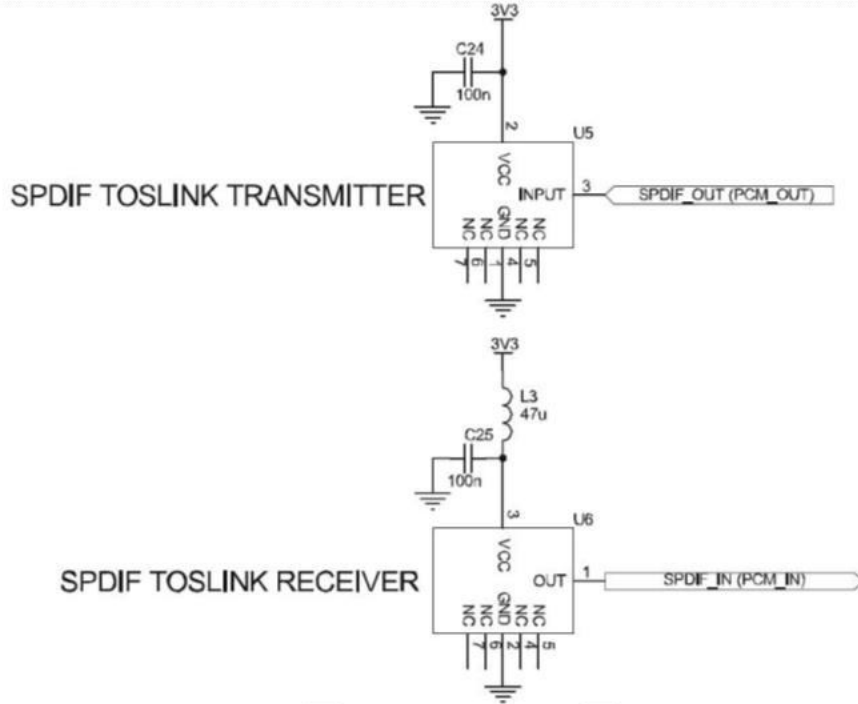 3V3
C24
100n
2
U5
VCC
SPDIF TOSLINK TRANSMITTER
INPUT
3
SPDIF_OUT (PCM_OUT)
NC
NC
GND
NC
NC
7
6
1
4
5
3V3
L3
47u
C25
100n
3
U6
VCC
SPDIF TOSLINK RECEIVER
OUT
1
SPDIF_IN (PCM_IN)
NC
NC
GND
NC
NC
7
6
2
4
5